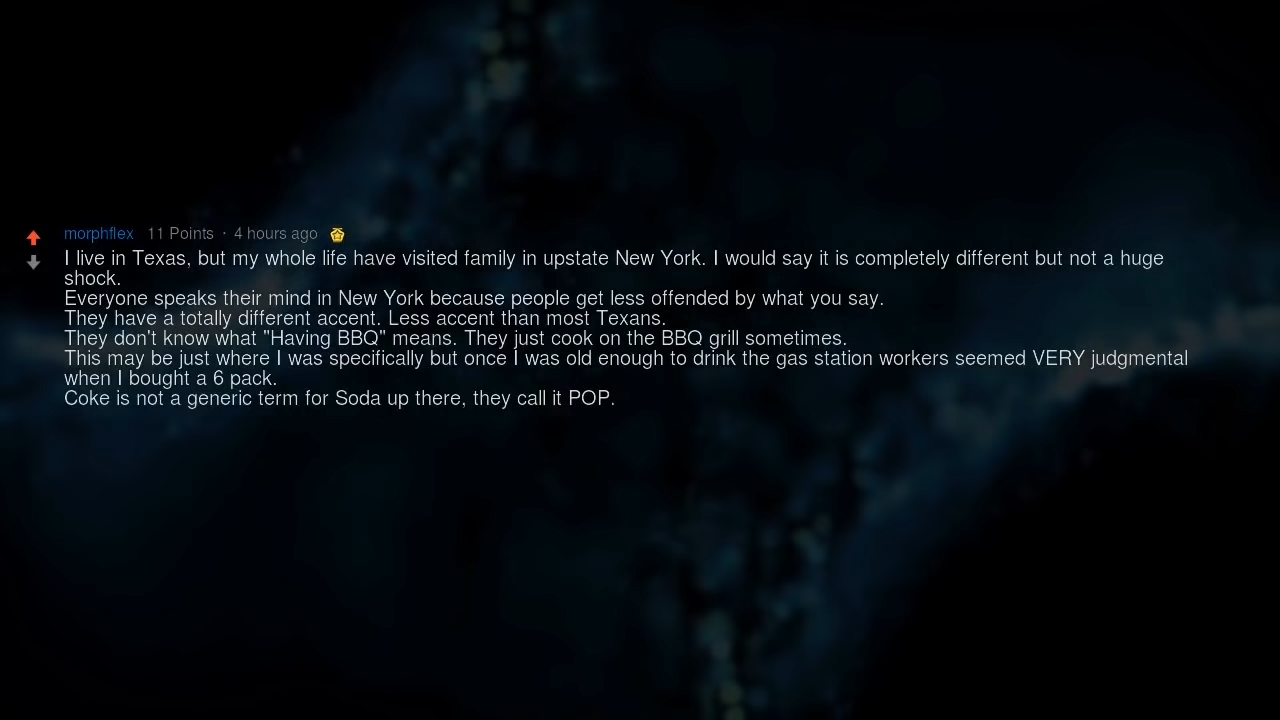 morphflex 11 Points · 4 hours ago
I live in Texas, but my whole life have visited family in upstate New York. I would say it is completely different but not a huge
shock.
Everyone speaks their mind in New York because people get less offended by what you say.
They have a totally different accent. Less accent than most Texans.
They don't know what "Having BBQ" means. They just cook on the BBQ grill sometimes.
This may be just where I was specifically but once I was old enough to drink the gas station workers seemed VERY judgmental
when I bought a 6 pack.
Coke is not a generic term for Soda up there, they call it POP.